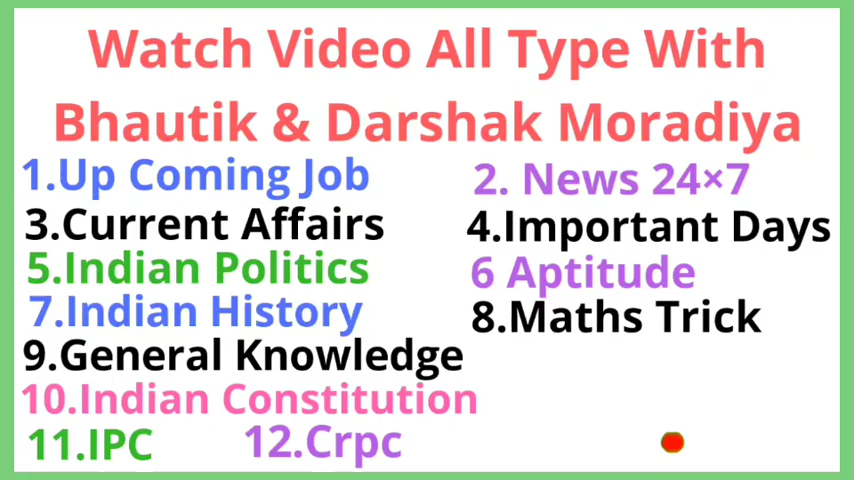 Watch Video All Type With
Bhautik & Darshak Moradiya
1.Up Coming Job
2. News 24×7
3.Current Affairs
4.Important Days
5.Indian Politics
6 Aptitude
7.Indian History
8.Maths Trick
9.General Knowledge
10.Indian Constitution
11.IPC
12.Crpc